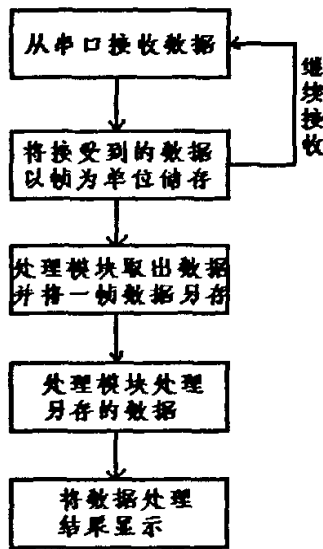 从串口接收数据
继续接收
将接受到的数据
以帧为单位储存
处理模块取出数据
并将一帧数据另存
处理模块处理
另存的数据
将数据处理
结果显示